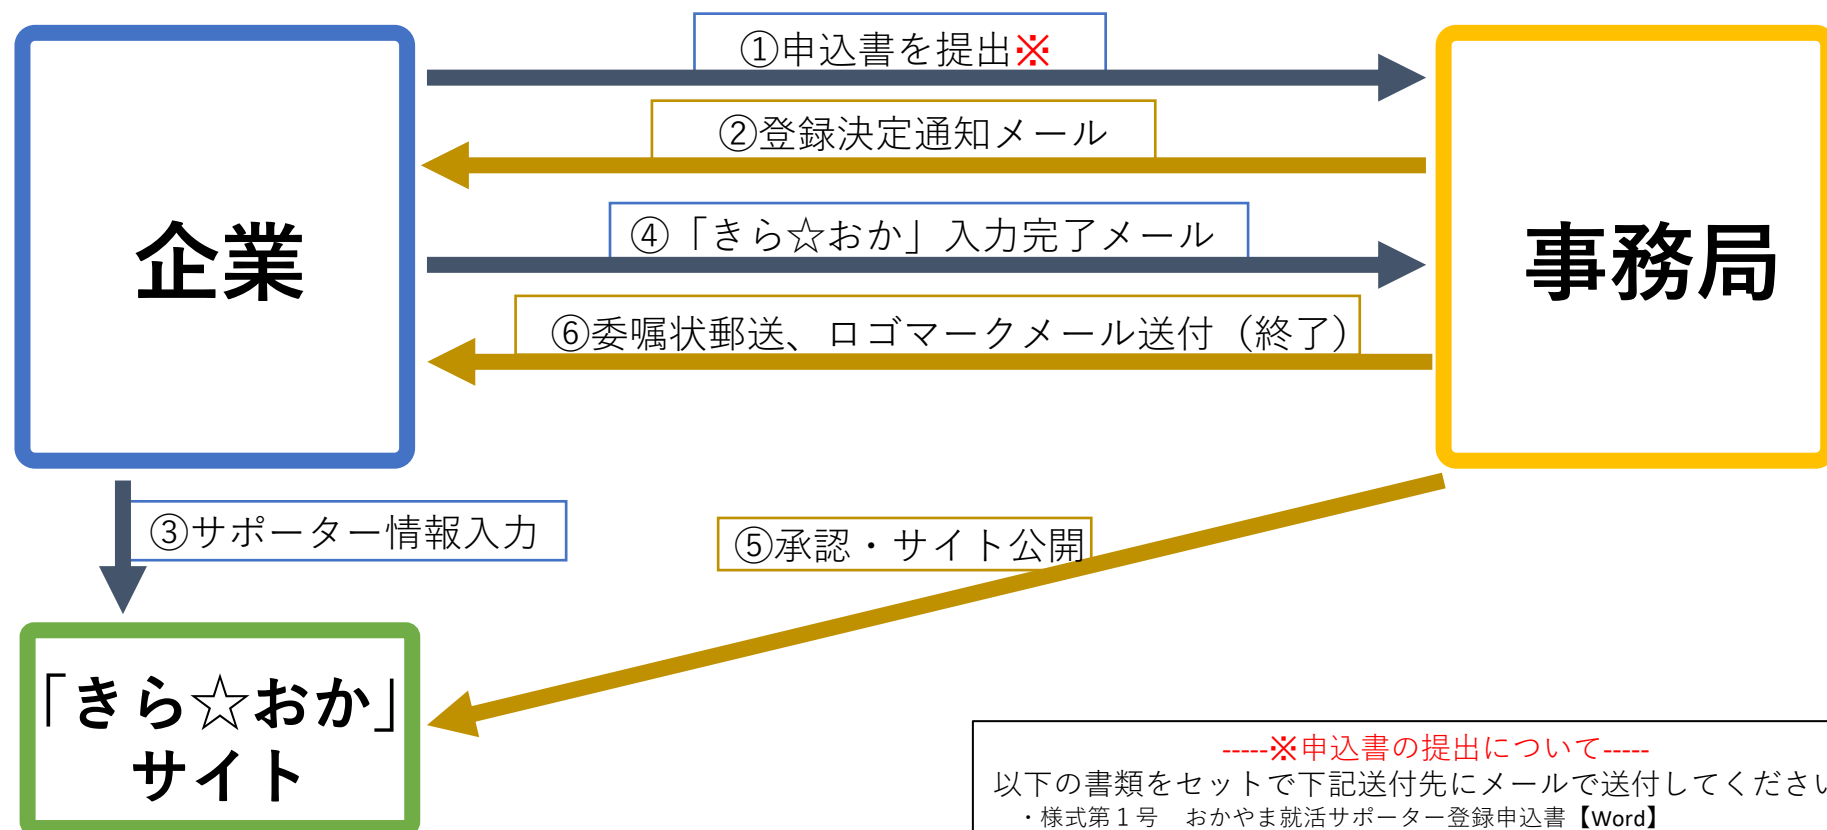 ①申込書を提出※
②登録決定通知メール
④「きら☆おか」入力完了メール
⑥委嘱状郵送、ロゴマークメール送付（終了）
企業
事務局
③サポーター情報入力
⑤承認・サイト公開
「きら☆おか」
サイト
-----※申込書の提出について-----
以下の書類をセットで下記送付先にメールで送付してください
・様式第１号　おかやま就活サポーター登録申込書【Word】